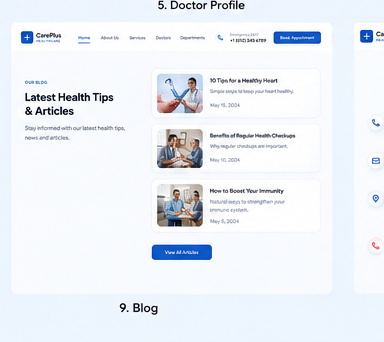 5. Doctor Profile
CarePlus
HEALTHCARE
Home
About Us
Services
Doctors
Departments
Emergency 24/7
+1 (012) 345 6789
Book Appointment
OUR BLOG
Latest Health Tips
& Articles
Stay informed with our latest health tips,
news and articles.
10 Tips for a Healthy Heart
Simple steps to keep your heart healthy.
May 15, 2024
Benefits of Regular Health Checkups
Why regular checkups are important.
May 10, 2024
How to Boost Your Immunity
Natural ways to strengthen your
immune system.
May 5, 2024
View All Articles
9. Blog